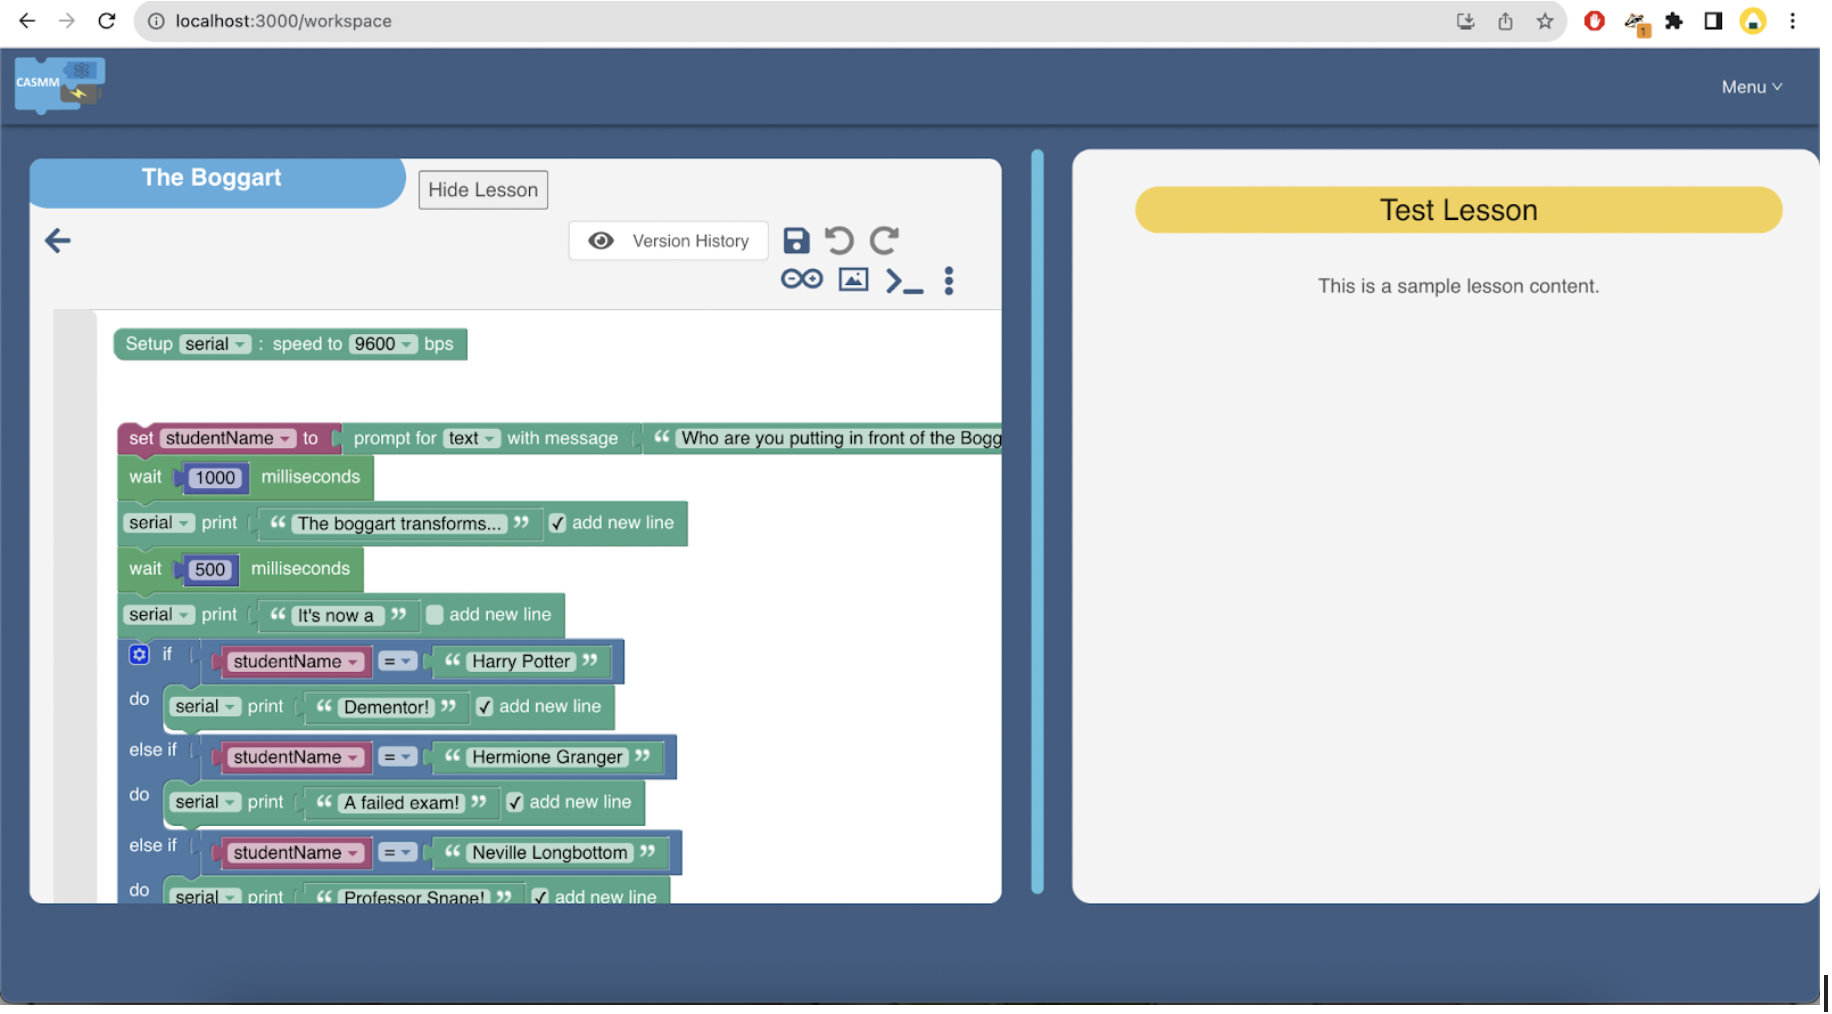 localhost:3000/workspace
1
CASMM
Menu
The Boggart
Hide Lesson
Version History
Setup serial : speed to 9600 bps
set studentName to prompt for text with message “ Who are you putting in front of the Bogg
wait 1000 milliseconds
serial print “ The boggart transforms... ” ✓ add new line
wait 500 milliseconds
serial print “ It's now a ” add new line
if studentName = “ Harry Potter ”
do serial print “ Dementor! ” ✓ add new line
else if studentName = “ Hermione Granger ”
do serial print “ A failed exam! ” ✓ add new line
else if studentName = “ Neville Longbottom ”
do serial print “ Professor Snape! ” ✓ add new line
Test Lesson
This is a sample lesson content.